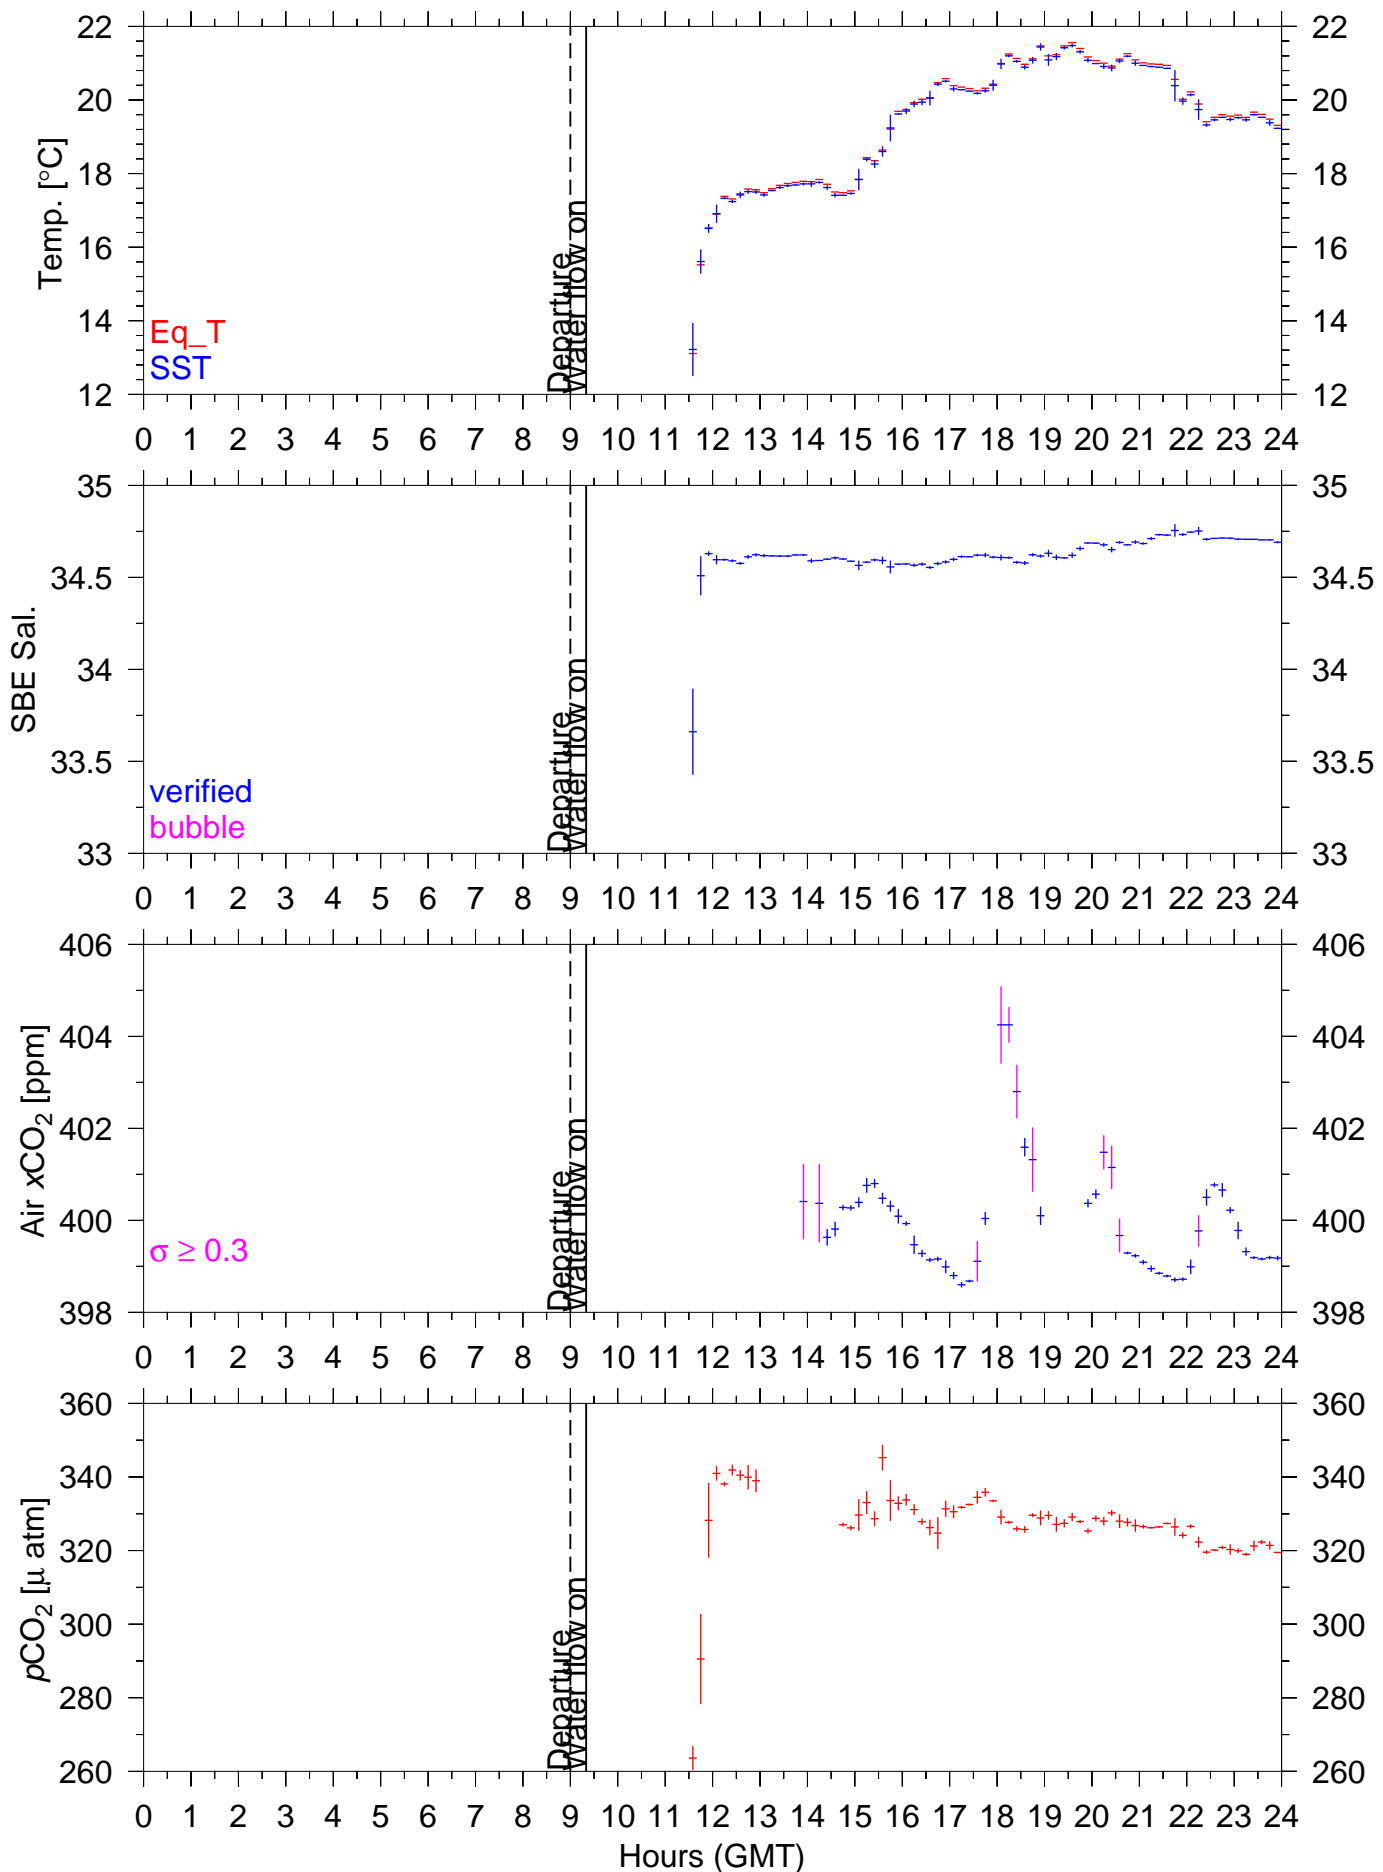 22 22
20 20
18 18
16 16
14 14
12 12
Temp. [°C]
Eq_T
SST
Departure
Water flow on
0 1 2 3 4 5 6 7 8 9 10 11 12 13 14 15 16 17 18 19 20 21 22 23 24
35 35
34.5 34.5
34 34
33.5 33.5
33 33
SBE Sal.
verified
bubble
Departure
Water flow on
0 1 2 3 4 5 6 7 8 9 10 11 12 13 14 15 16 17 18 19 20 21 22 23 24
406 406
404 404
402 402
400 400
398 398
Air xCO₂ [ppm]
σ ≥ 0.3
Departure
Water flow on
0 1 2 3 4 5 6 7 8 9 10 11 12 13 14 15 16 17 18 19 20 21 22 23 24
360 360
340 340
320 320
300 300
280 280
260 260
pCO₂ [μ atm]
Departure
Water flow on
0 1 2 3 4 5 6 7 8 9 10 11 12 13 14 15 16 17 18 19 20 21 22 23 24
Hours (GMT)